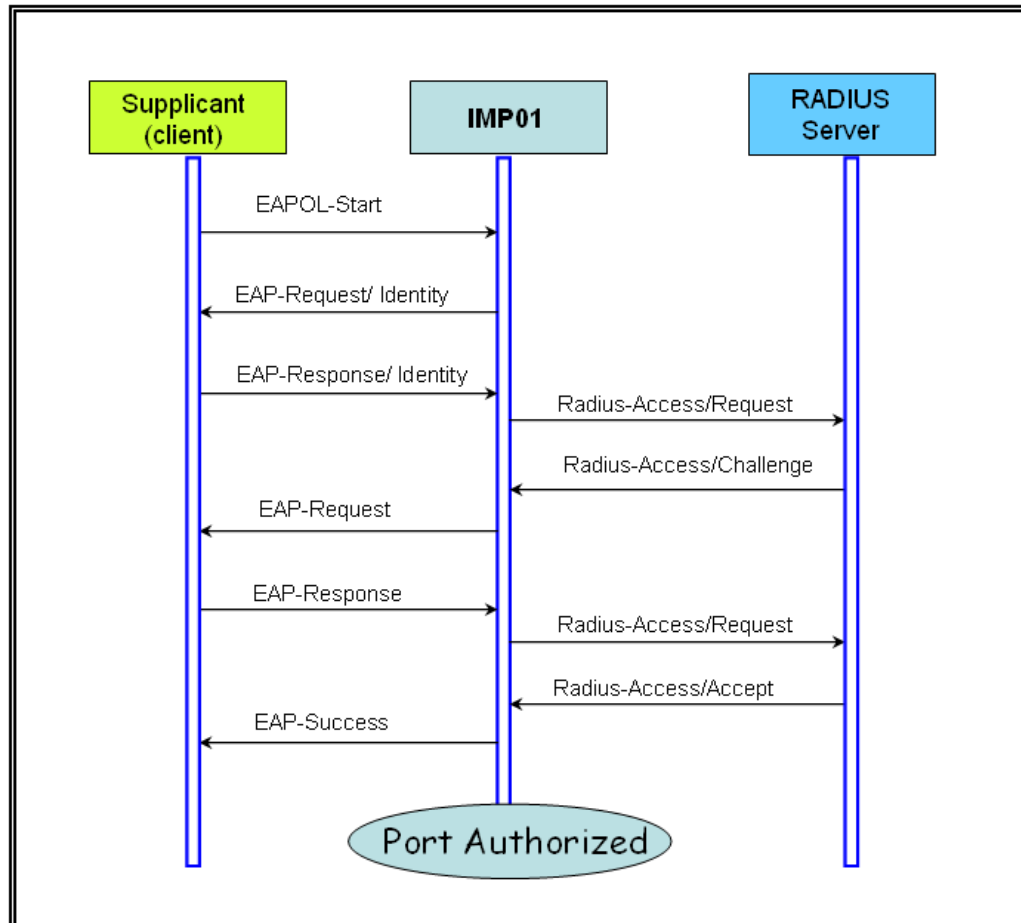 Supplicant
(client)
IMP01
RADIUS
Server
EAPOL-Start
EAP-Request/ Identity
EAP-Response/ Identity
Radius-Access/Request
Radius-Access/Challenge
EAP-Request
EAP-Response
Radius-Access/Request
Radius-Access/Accept
EAP-Success
Port Authorized